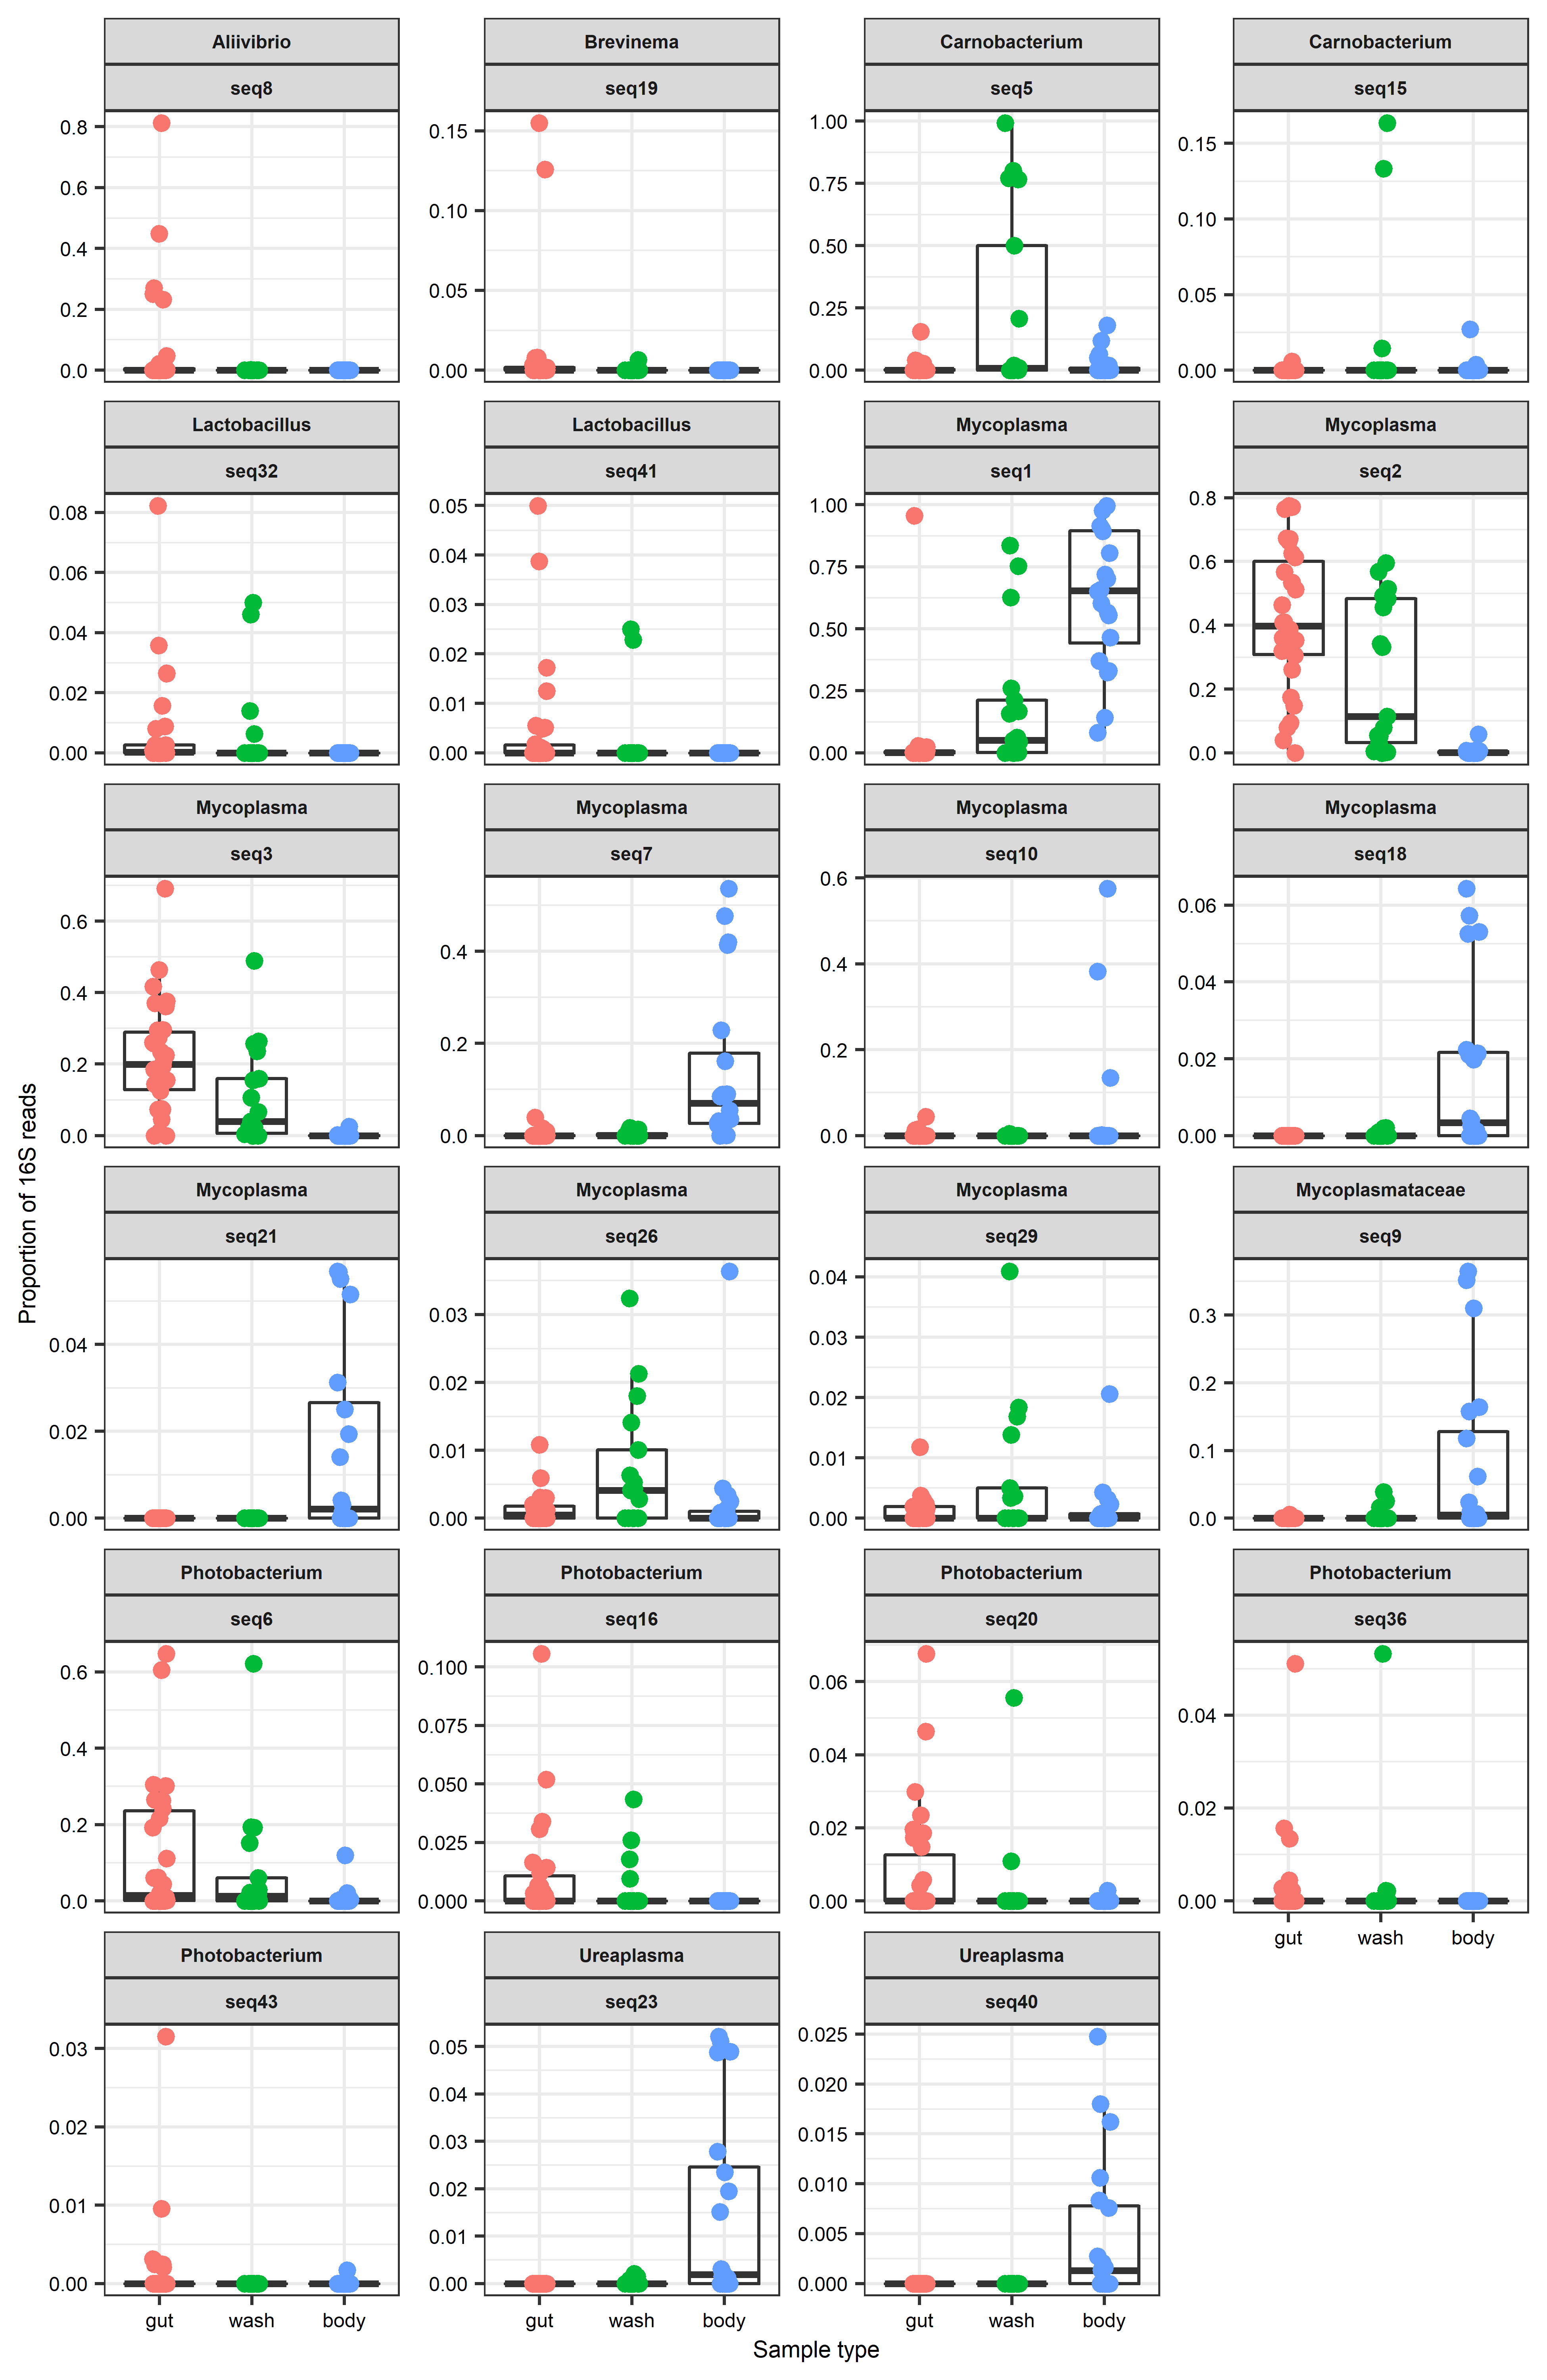 Aliivibrio Brevinema Carnobacterium Carnobacterium
seq8 seq19 seq5 seq15
0.8 0.6 0.4 0.2 0.0
0.15 0.10 0.05 0.00
1.00 0.75 0.50 0.25 0.00
0.15 0.10 0.05 0.00
Lactobacillus Lactobacillus Mycoplasma Mycoplasma
seq32 seq41 seq1 seq2
0.08 0.06 0.04 0.02 0.00
0.05 0.04 0.03 0.02 0.01 0.00
1.00 0.75 0.50 0.25 0.00
0.8 0.6 0.4 0.2 0.0
Mycoplasma Mycoplasma Mycoplasma Mycoplasma
seq3 seq7 seq10 seq18
0.6 0.4 0.2 0.0
0.4 0.2 0.0
0.6 0.4 0.2 0.0
0.06 0.04 0.02 0.00
Proportion of 16S reads
Mycoplasma Mycoplasma Mycoplasma Mycoplasmataceae
seq21 seq26 seq29 seq9
0.04 0.02 0.00
0.03 0.02 0.01 0.00
0.04 0.03 0.02 0.01 0.00
0.3 0.2 0.1 0.0
Photobacterium Photobacterium Photobacterium Photobacterium
seq6 seq16 seq20 seq36
0.6 0.4 0.2 0.0
0.100 0.075 0.050 0.025 0.000
0.06 0.04 0.02 0.00
0.04 0.02 0.00
gut wash body
Photobacterium Ureaplasma Ureaplasma
seq43 seq23 seq40
0.03 0.02 0.01 0.00
0.05 0.04 0.03 0.02 0.01 0.00
0.025 0.020 0.015 0.010 0.005 0.000
gut wash body gut wash body gut wash body
Sample type